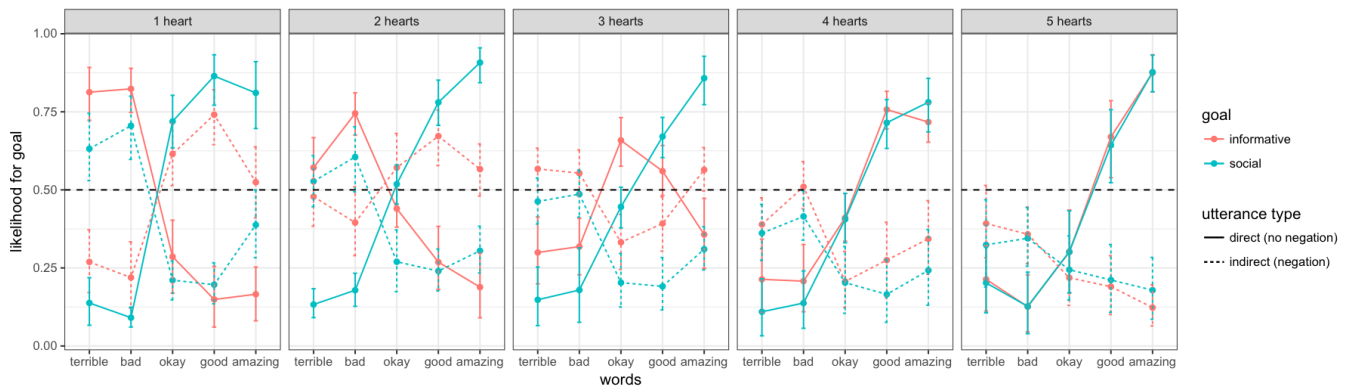 1 heart 2 hearts 3 hearts 4 hearts 5 hearts
1.00
0.75
0.50
0.25
0.00
likelihood for goal
terrible bad okay good amazing terrible bad okay good amazing terrible bad okay good amazing terrible bad okay good amazing terrible bad okay good amazing
words
goal
informative
social
utterance type
direct (no negation)
indirect (negation)